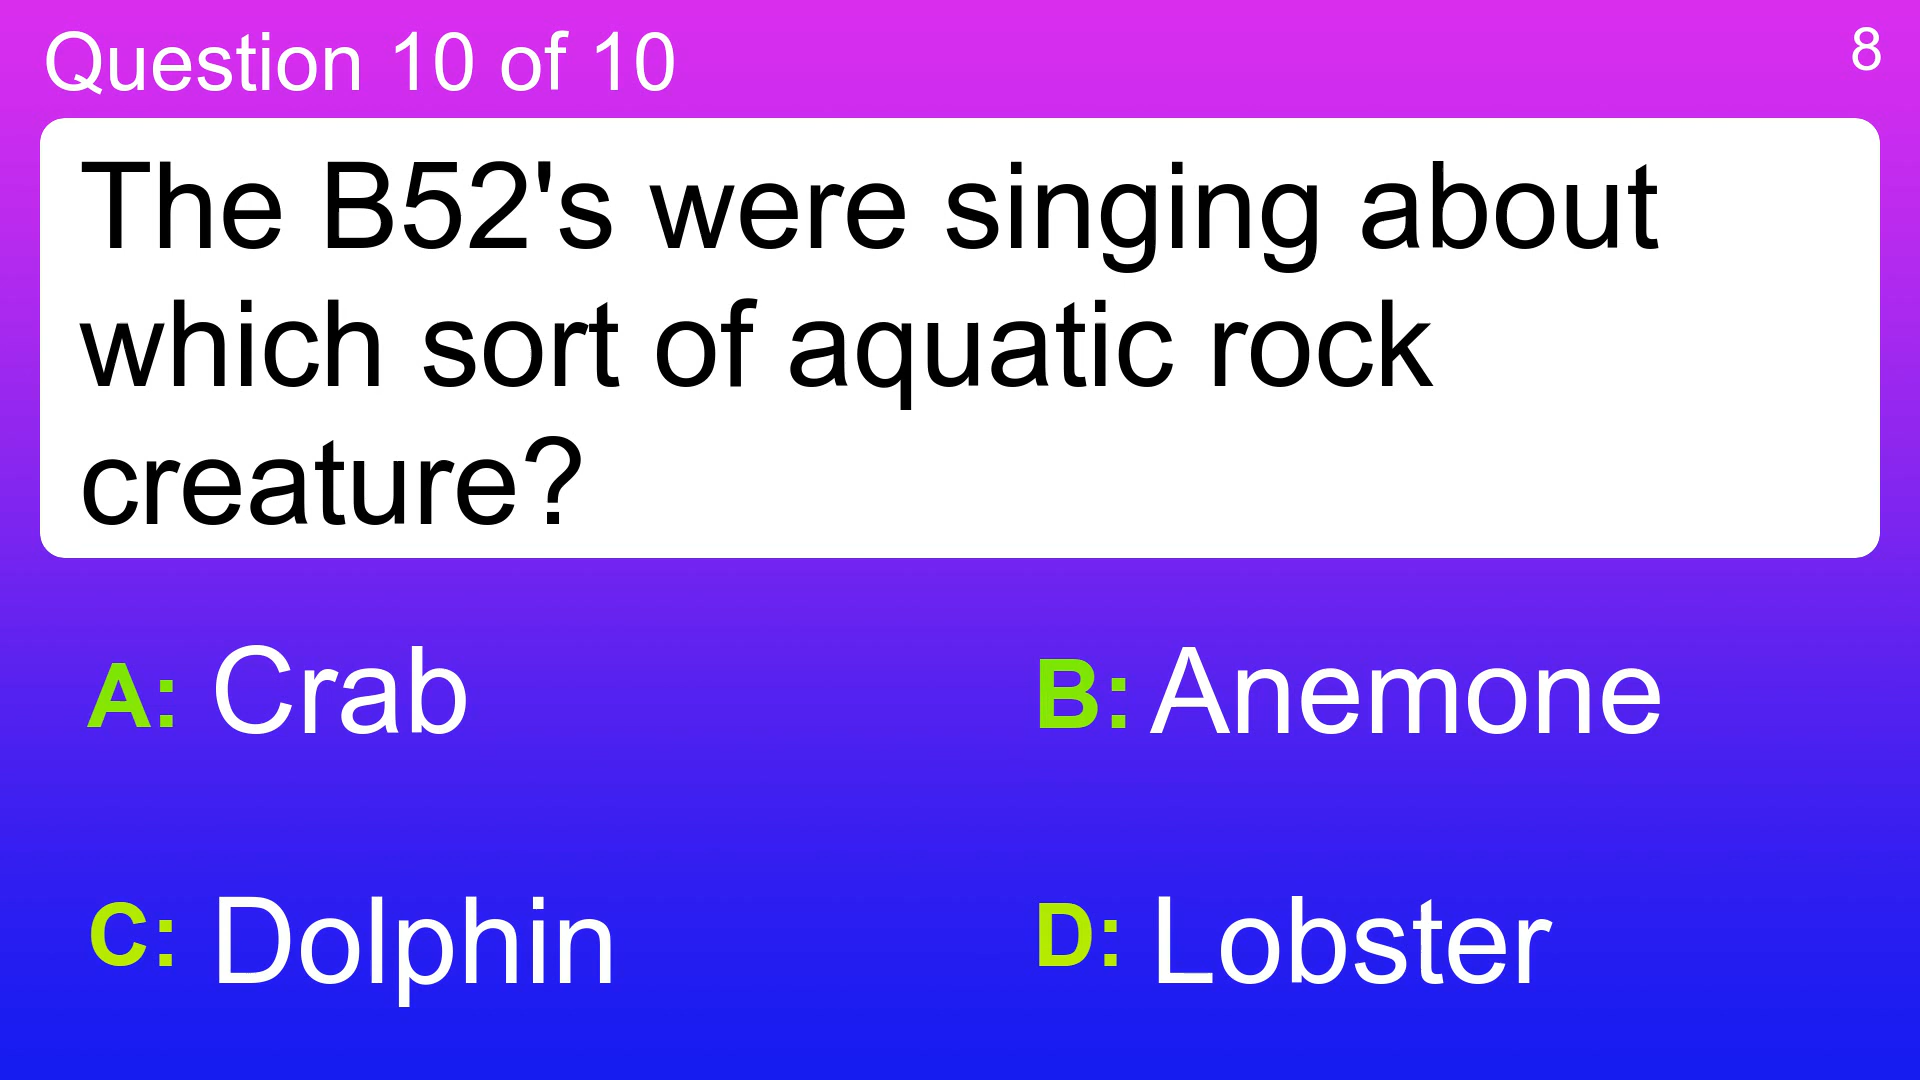 Question 10 of 10
8
The B52's were singing about
which sort of aquatic rock
creature?
A: Crab
B: Anemone
C: Dolphin
D: Lobster